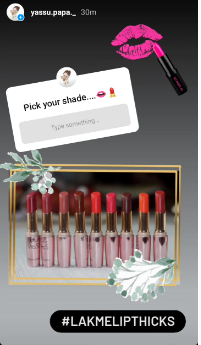 yassu.papa._ 30m
Pick your shade....👄💄
Type something...
#LAKMELIPTHICKS